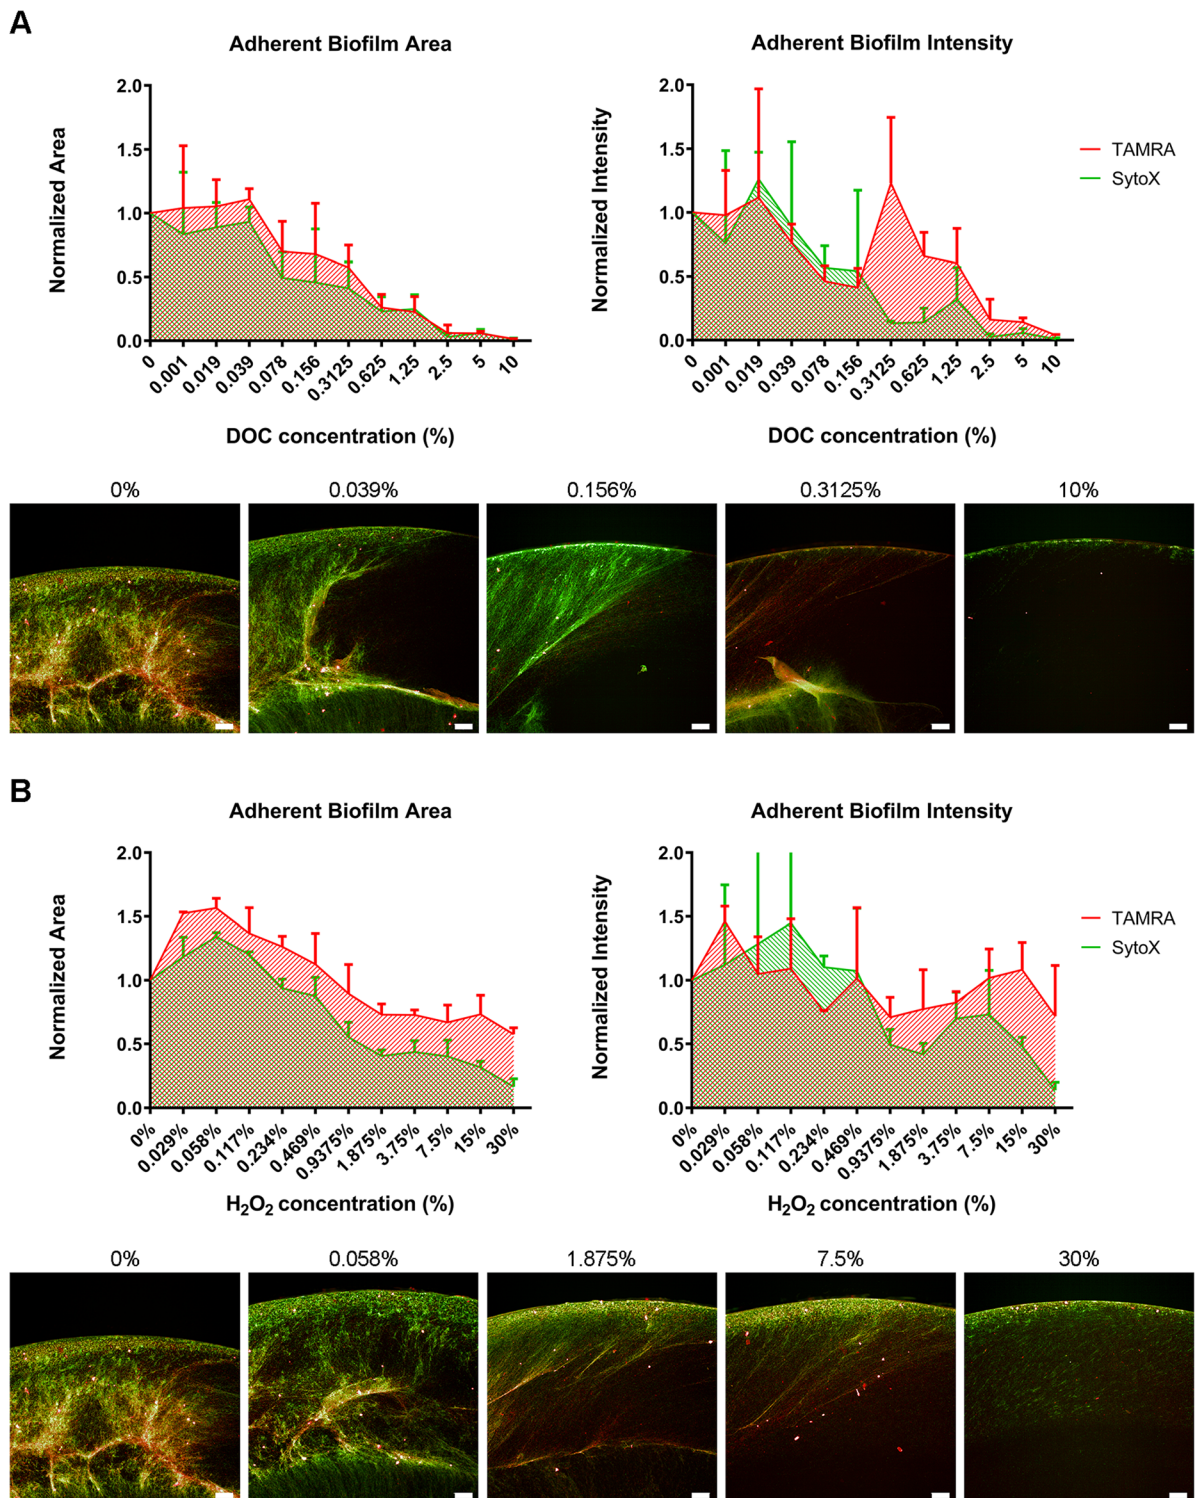 A
Adherent Biofilm Area
Adherent Biofilm Intensity
Normalized Area
2.0
1.5
1.0
0.5
0.0
0 0.001 0.019 0.039 0.078 0.156 0.3125 0.625 1.25 2.5 5 10
DOC concentration (%)
Normalized Intensity
2.0
1.5
1.0
0.5
0.0
0 0.001 0.019 0.039 0.078 0.156 0.3125 0.625 1.25 2.5 5 10
DOC concentration (%)
TAMRA
SytoX
0% 0.039% 0.156% 0.3125% 10%
B
Adherent Biofilm Area
Adherent Biofilm Intensity
Normalized Area
2.0
1.5
1.0
0.5
0.0
0% 0.029% 0.058% 0.117% 0.234% 0.469% 0.9375% 1.875% 3.75% 7.5% 15% 30%
H₂O₂ concentration (%)
Normalized Intensity
2.0
1.5
1.0
0.5
0.0
0% 0.029% 0.058% 0.117% 0.234% 0.469% 0.9375% 1.875% 3.75% 7.5% 15% 30%
H₂O₂ concentration (%)
TAMRA
SytoX
0% 0.058% 1.875% 7.5% 30%